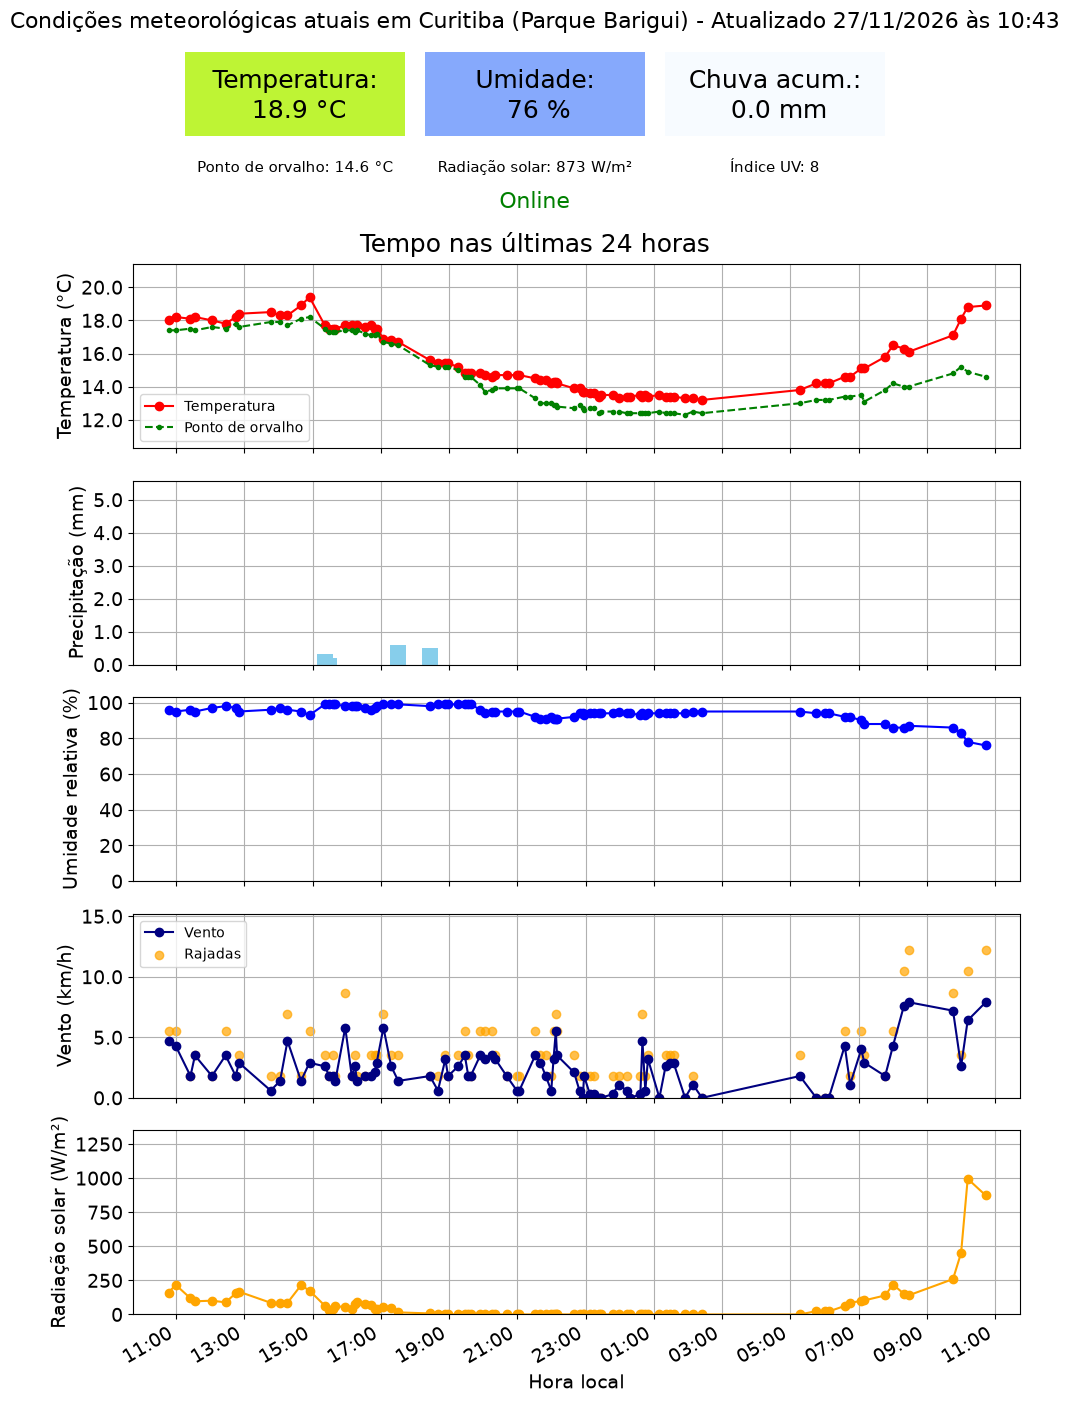 Condições meteorológicas atuais em Curitiba (Parque Barigui) - Atualizado 27/11/2026 às 10:43
Temperatura:
18.9 °C
Umidade:
76 %
Chuva acum.:
0.0 mm
Ponto de orvalho: 14.6 °C
Radiação solar: 873 W/m²
Índice UV: 8
Online
Tempo nas últimas 24 horas
Temperatura (°C)
20.0
18.0
16.0
14.0
12.0
Temperatura
Ponto de orvalho
Precipitação (mm)
5.0
4.0
3.0
2.0
1.0
0.0
Umidade relativa (%)
100
80
60
40
20
0
Vento (km/h)
15.0
10.0
5.0
0.0
Vento
Rajadas
Radiação solar (W/m²)
1250
1000
750
500
250
0
11:00
13:00
15:00
17:00
19:00
21:00
23:00
01:00
03:00
05:00
07:00
09:00
11:00
Hora local